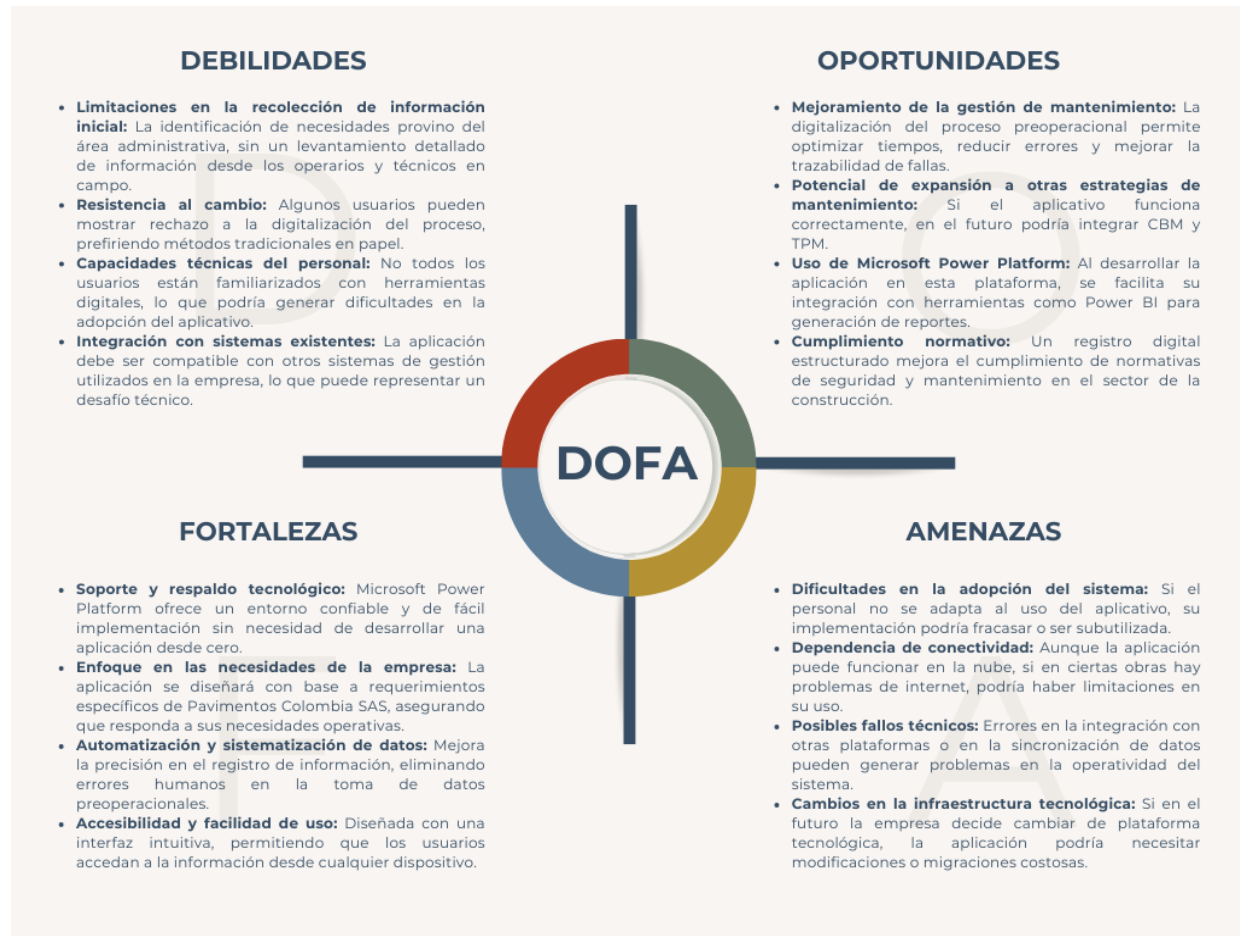 DEBILIDADES
• Limitaciones en la recolección de información
inicial: La identificación de necesidades provino del
área administrativa, sin un levantamiento detallado
de información desde los operarios y técnicos en
campo.
• Resistencia al cambio: Algunos usuarios pueden
mostrar rechazo a la digitalización del proceso,
prefiriendo métodos tradicionales en papel.
• Capacidades técnicas del personal: No todos los
usuarios están familiarizados con herramientas
digitales, lo que podría generar dificultades en la
adopción del aplicativo.
• Integración con sistemas existentes: La aplicación
debe ser compatible con otros sistemas de gestión
utilizados en la empresa, lo que puede representar un
desafío técnico.
D
OPORTUNIDADES
• Mejoramiento de la gestión de mantenimiento: La
digitalización del proceso preoperacional permite
optimizar tiempos, reducir errores y mejorar la
trazabilidad de fallas.
• Potencial de expansión a otras estrategias de
mantenimiento: Si el aplicativo funciona
correctamente, en el futuro podría integrar CBM y
TPM.
• Uso de Microsoft Power Platform: Al desarrollar la
aplicación en esta plataforma, se facilita su
integración con herramientas como Power BI para
generación de reportes.
• Cumplimiento normativo: Un registro digital
estructurado mejora el cumplimiento de normativas
de seguridad y mantenimiento en el sector de la
construcción.
O
DOFA
FORTALEZAS
• Soporte y respaldo tecnológico: Microsoft Power
Platform ofrece un entorno confiable y de fácil
implementación sin necesidad de desarrollar una
aplicación desde cero.
• Enfoque en las necesidades de la empresa: La
aplicación se diseñará con base a requerimientos
específicos de Pavimentos Colombia SAS, asegurando
que responda a sus necesidades operativas.
• Automatización y sistematización de datos: Mejora
la precisión en el registro de información, eliminando
errores humanos en la toma de datos
preoperacionales.
• Accesibilidad y facilidad de uso: Diseñada con una
interfaz intuitiva, permitiendo que los usuarios
accedan a la información desde cualquier dispositivo.
F
AMENAZAS
• Dificultades en la adopción del sistema: Si el
personal no se adapta al uso del aplicativo, su
implementación podría fracasar o ser subutilizada.
• Dependencia de conectividad: Aunque la aplicación
puede funcionar en la nube, si en ciertas obras hay
problemas de internet, podría haber limitaciones en
su uso.
• Posibles fallos técnicos: Errores en la integración con
otras plataformas o en la sincronización de datos
pueden generar problemas en la operatividad del
sistema.
• Cambios en la infraestructura tecnológica: Si en el
futuro la empresa decide cambiar de plataforma
tecnológica, la aplicación podría necesitar
modificaciones o migraciones costosas.
A